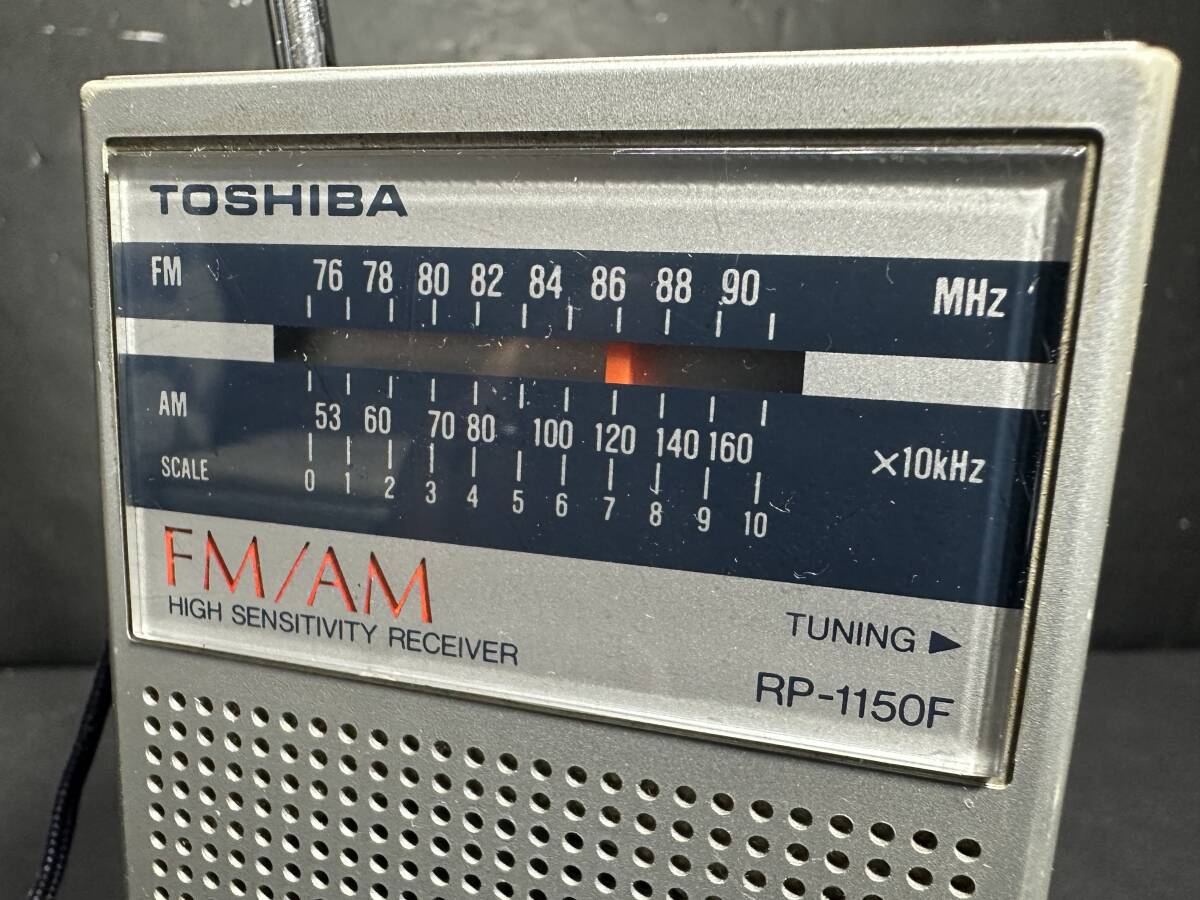 TOSHIBA
FM 76 78 80 82 84 86 88 90 MHz
AM 53 60 70 80 100 120 140 160 ×10kHz
SCALE 0 1 2 3 4 5 6 7 8 9 10
FM/AM
HIGH SENSITIVITY RECEIVER
TUNING ▶
RP-1150F